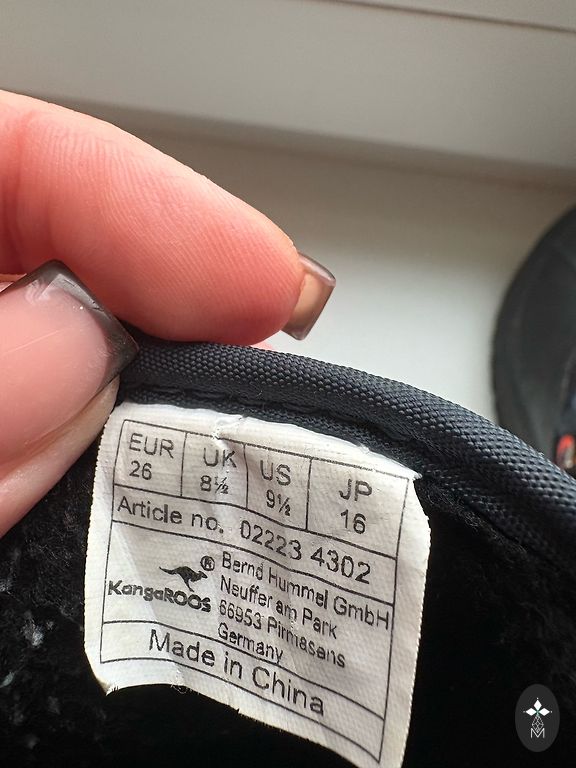 EUR UK US JP
26 8½ 9½ 16
Article no. 02223 4302
KangaROOS®
Bernd Hummel GmbH
Neuffer am Park
66953 Pirmasens
Germany
Made in China
M